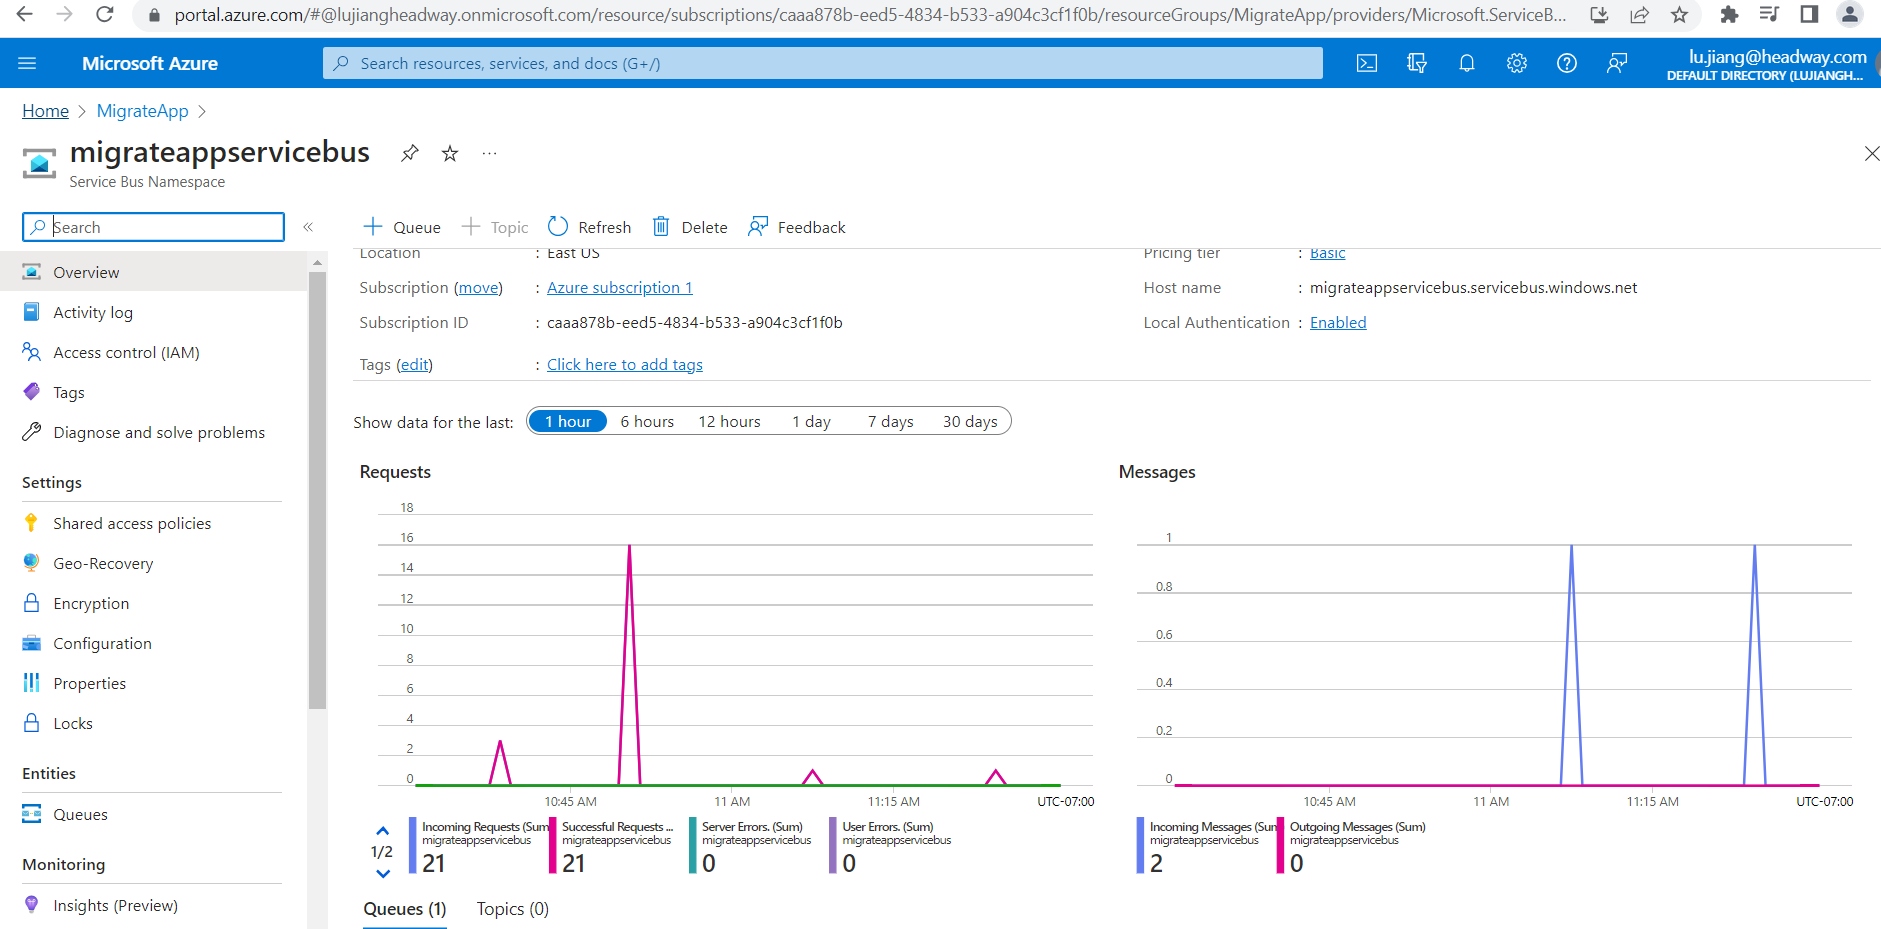 portal.azure.com/#@lujiangheadway.onmicrosoft.com/resource/subscriptions/caaa878b-eed5-4834-b533-a904c3cf1f0b/resourceGroups/MigrateApp/providers/Microsoft.ServiceB...
Microsoft Azure
Search resources, services, and docs (G+/)
lu.jiang@headway.com
DEFAULT DIRECTORY (LUJIANGH...
Home > MigrateApp >
migrateappservicebus
...
Service Bus Namespace
Search
«
+ Queue
+ Topic
Refresh
Delete
Feedback
Overview
Activity log
Access control (IAM)
Tags
Diagnose and solve problems
Settings
Shared access policies
Geo-Recovery
Encryption
Configuration
Properties
Locks
Entities
Queues
Monitoring
Insights (Preview)
Location : East US
Subscription (move) : Azure subscription 1
Subscription ID : caaa878b-eed5-4834-b533-a904c3cf1f0b
Tags (edit) : Click here to add tags
Pricing tier : Basic
Host name : migrateappservicebus.servicebus.windows.net
Local Authentication : Enabled
Show data for the last: 1 hour 6 hours 12 hours 1 day 7 days 30 days
Requests
18
16
14
12
10
8
6
4
2
0
10:45 AM 11 AM 11:15 AM UTC-07:00
1/2
Incoming Requests (Sum
migrateappservicebus
21
Successful Requests ...
migrateappservicebus
21
Server Errors. (Sum)
migrateappservicebus
0
User Errors. (Sum)
migrateappservicebus
0
Messages
1
0.8
0.6
0.4
0.2
0
10:45 AM 11 AM 11:15 AM UTC-07:00
Incoming Messages (Sum
migrateappservicebus
2
Outgoing Messages (Sum)
migrateappservicebus
0
Queues (1) Topics (0)